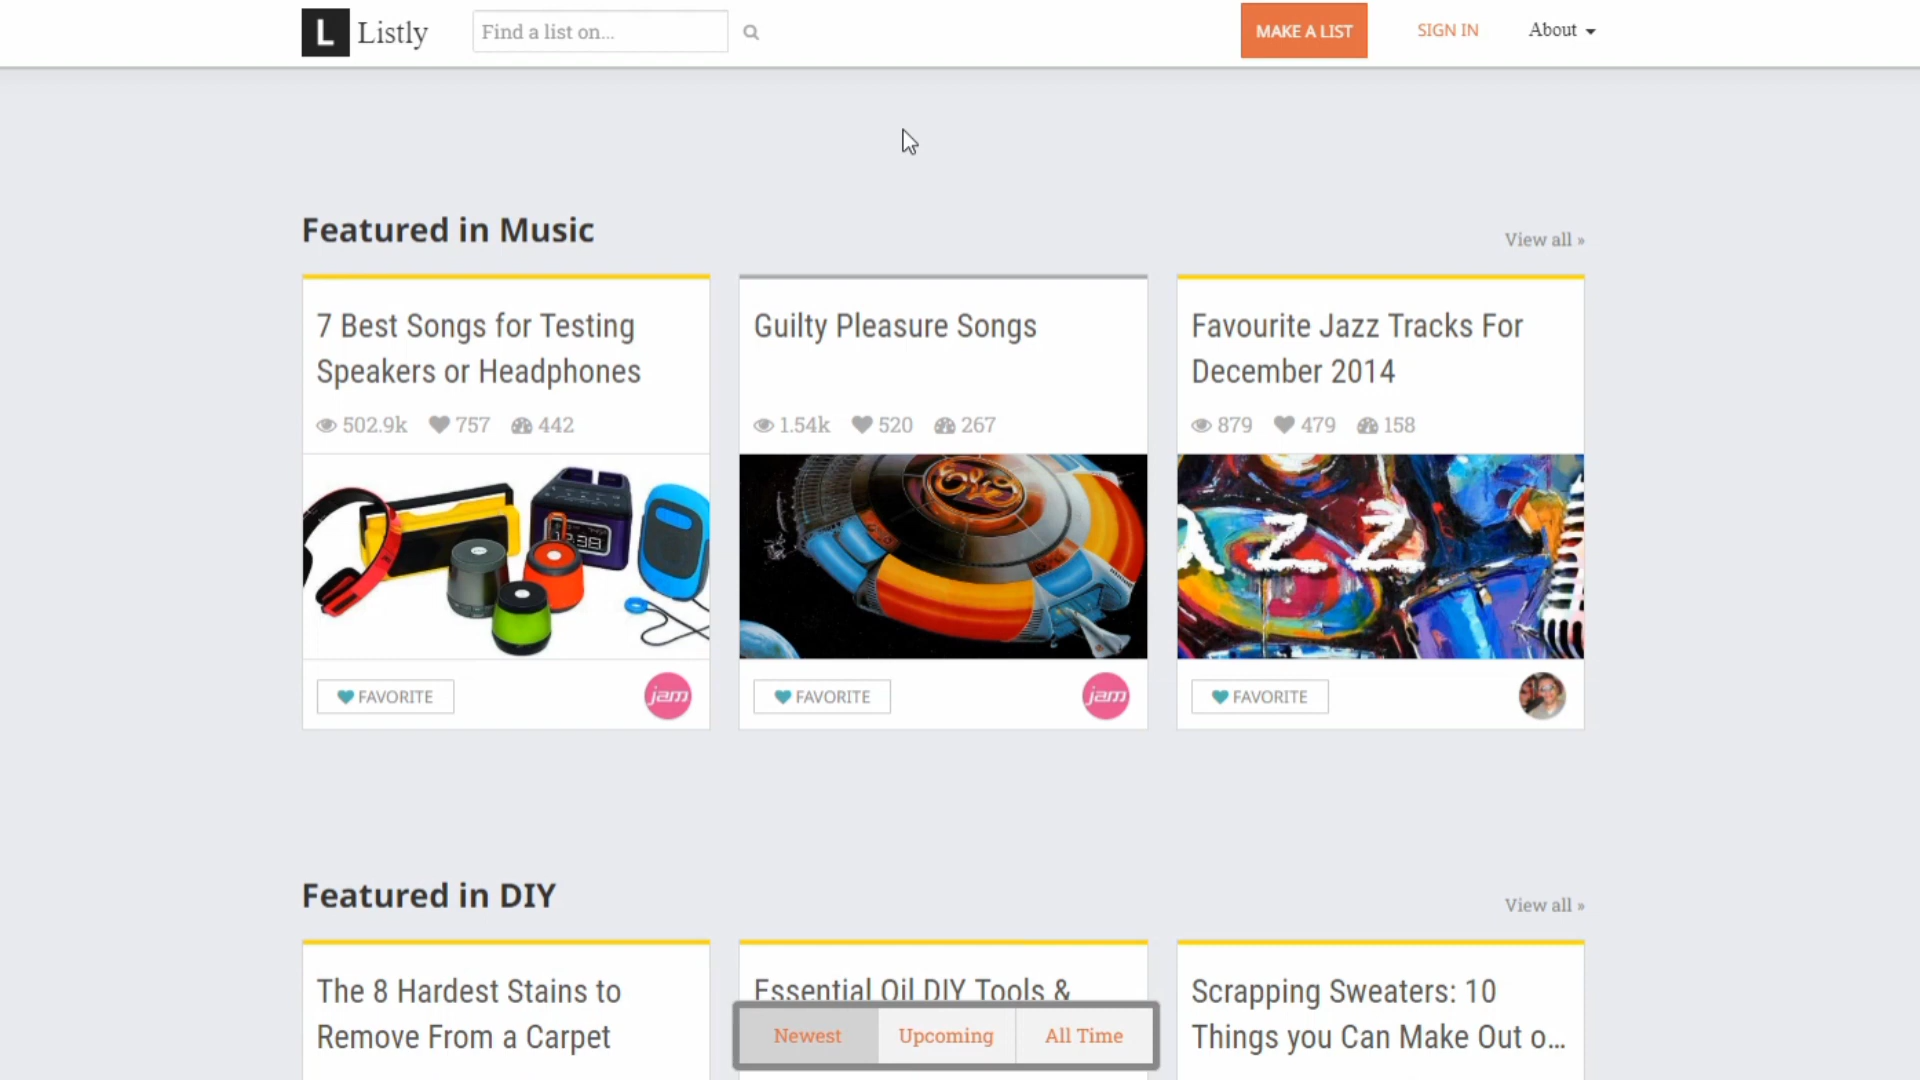 L Listly
Find a list on...
MAKE A LIST
SIGN IN
About
Featured in Music
View all »
7 Best Songs for Testing
Speakers or Headphones
502.9k 757 442
FAVORITE
jam
Guilty Pleasure Songs
1.54k 520 267
FAVORITE
jam
Favourite Jazz Tracks For
December 2014
879 479 158
AZZ
FAVORITE
Featured in DIY
View all »
The 8 Hardest Stains to
Remove From a Carpet
Essential Oil DIY Tools &
Scrapping Sweaters: 10
Things you Can Make Out o...
Newest
Upcoming
All Time